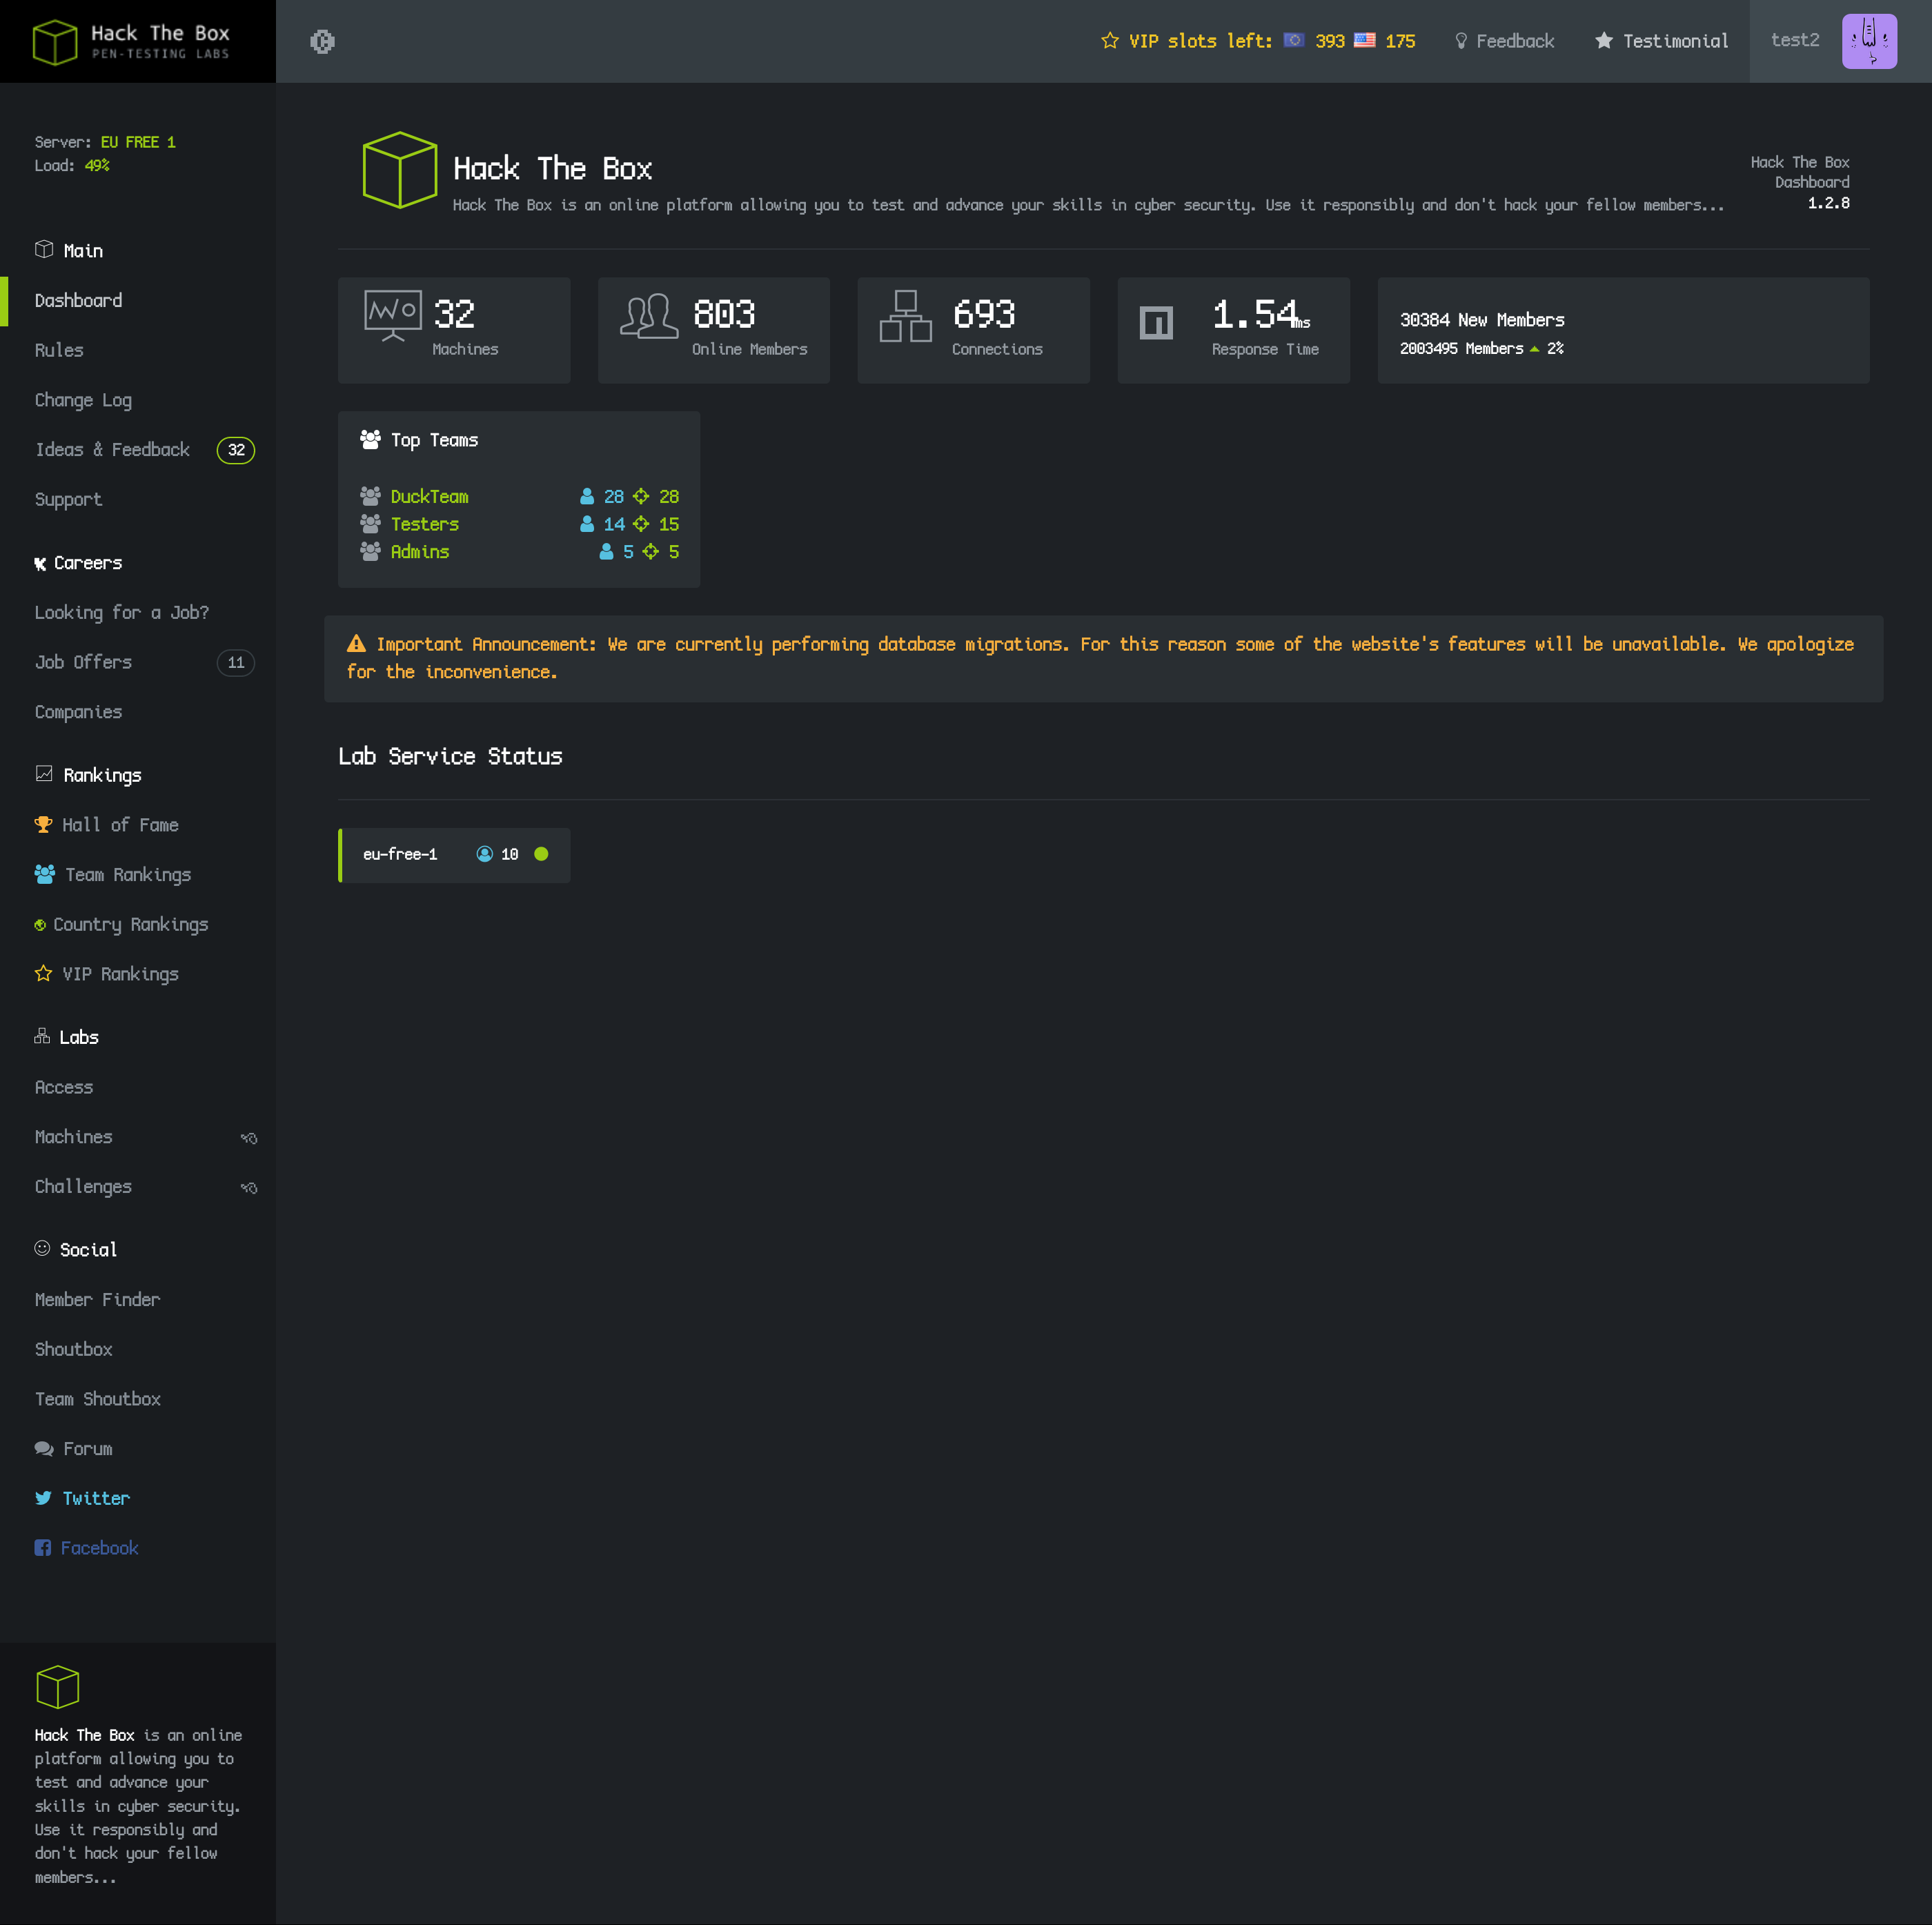 Hack The Box
PEN-TESTING LABS
VIP slots left: 393 175
Feedback
Testimonial
test2
Server: EU FREE 1
Load: 49%
Main
Dashboard
Rules
Change Log
Ideas & Feedback 32
Support
Careers
Looking for a Job?
Job Offers 11
Companies
Rankings
Hall of Fame
Team Rankings
Country Rankings
VIP Rankings
Labs
Access
Machines
Challenges
Social
Member Finder
Shoutbox
Team Shoutbox
Forum
Twitter
Facebook
Hack The Box is an online
platform allowing you to
test and advance your
skills in cyber security.
Use it responsibly and
don't hack your fellow
members...
Hack The Box
Hack The Box is an online platform allowing you to test and advance your skills in cyber security. Use it responsibly and don't hack your fellow members...
Hack The Box
Dashboard
1.2.8
32
Machines
803
Online Members
693
Connections
1.54ms
Response Time
30384 New Members
2003495 Members 2%
Top Teams
DuckTeam 28 28
Testers 14 15
Admins 5 5
Important Announcement: We are currently performing database migrations. For this reason some of the website's features will be unavailable. We apologize
for the inconvenience.
Lab Service Status
eu-free-1 10